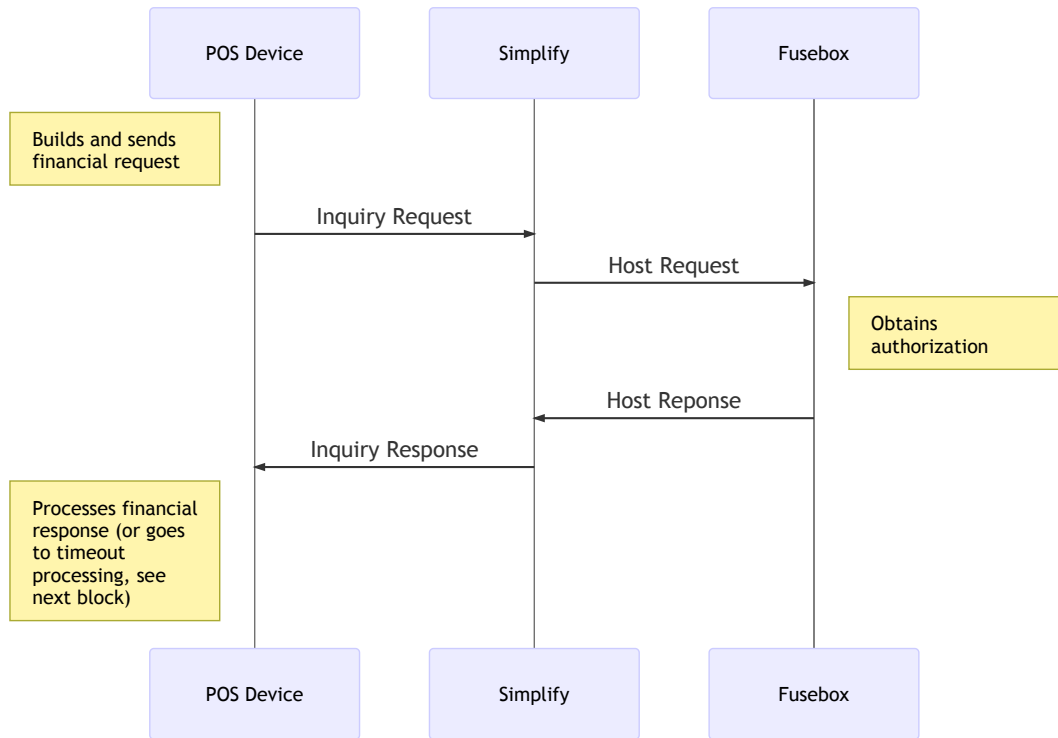 POS Device
Simplify
Fusebox
Builds and sends
financial request
Inquiry Request
Host Request
Obtains
authorization
Host Reponse
Inquiry Response
Processes financial
response (or goes
to timeout
processing, see
next block)
POS Device
Simplify
Fusebox